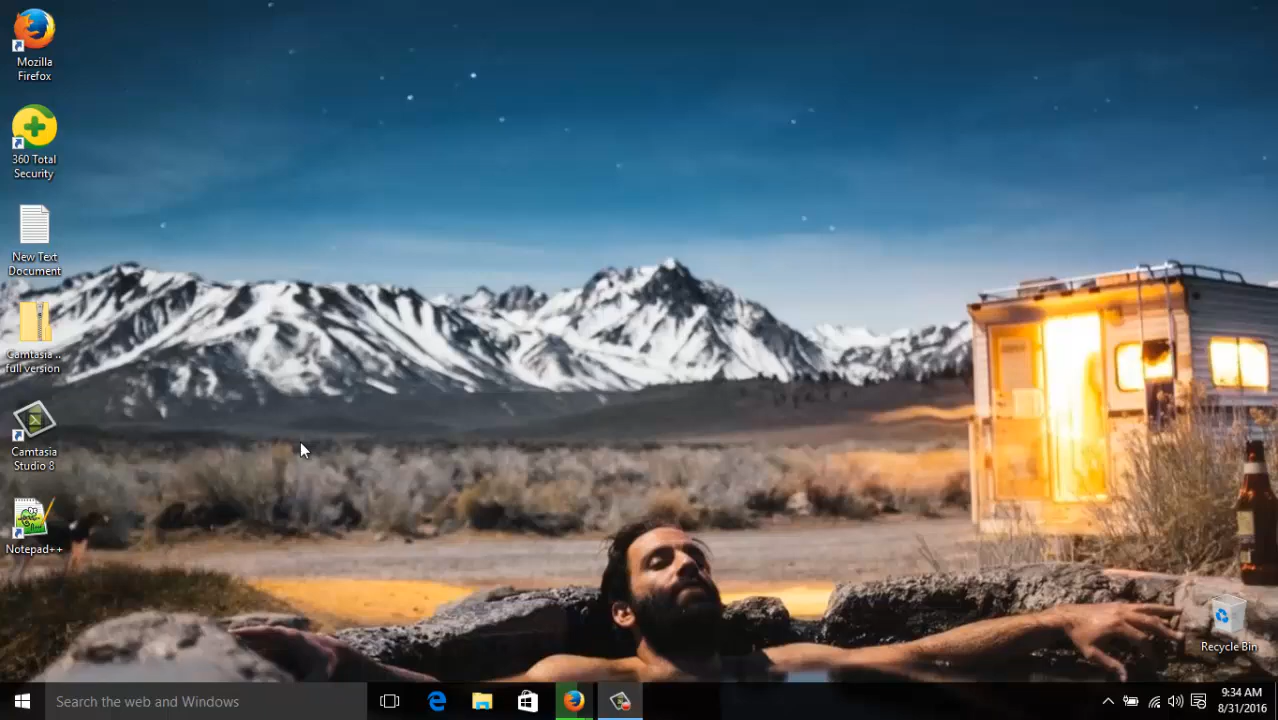 Mozilla
Firefox
360 Total
Security
New Text
Document
Camtasia ..
full version
Camtasia
Studio 8
Notepad++
Recycle Bin
Search the web and Windows
9:34 AM
8/31/2016